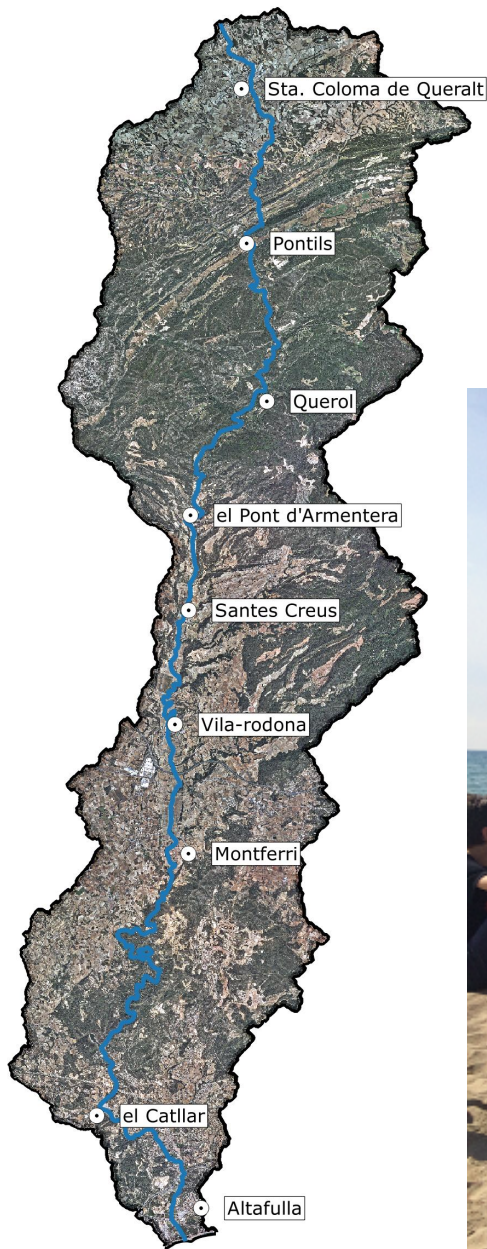 Sta. Coloma de Queralt
Pontils
Querol
el Pont d'Armentera
Santes Creus
Vila-rodona
Montferri
el Catllar
Altafulla